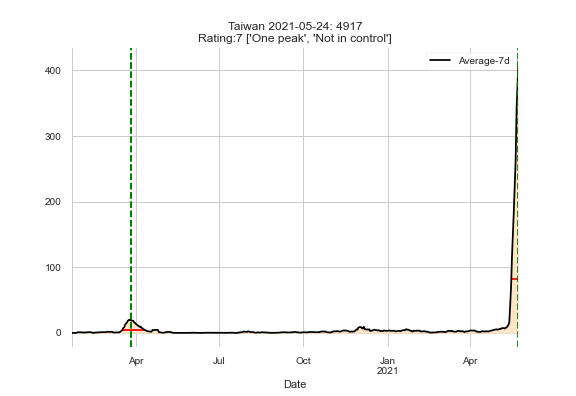 Taiwan 2021-05-24: 4917
Rating:7 ['One peak', 'Not in control']
Average-7d
400
300
200
100
0
Apr
Jul
Oct
Jan
2021
Apr
Date